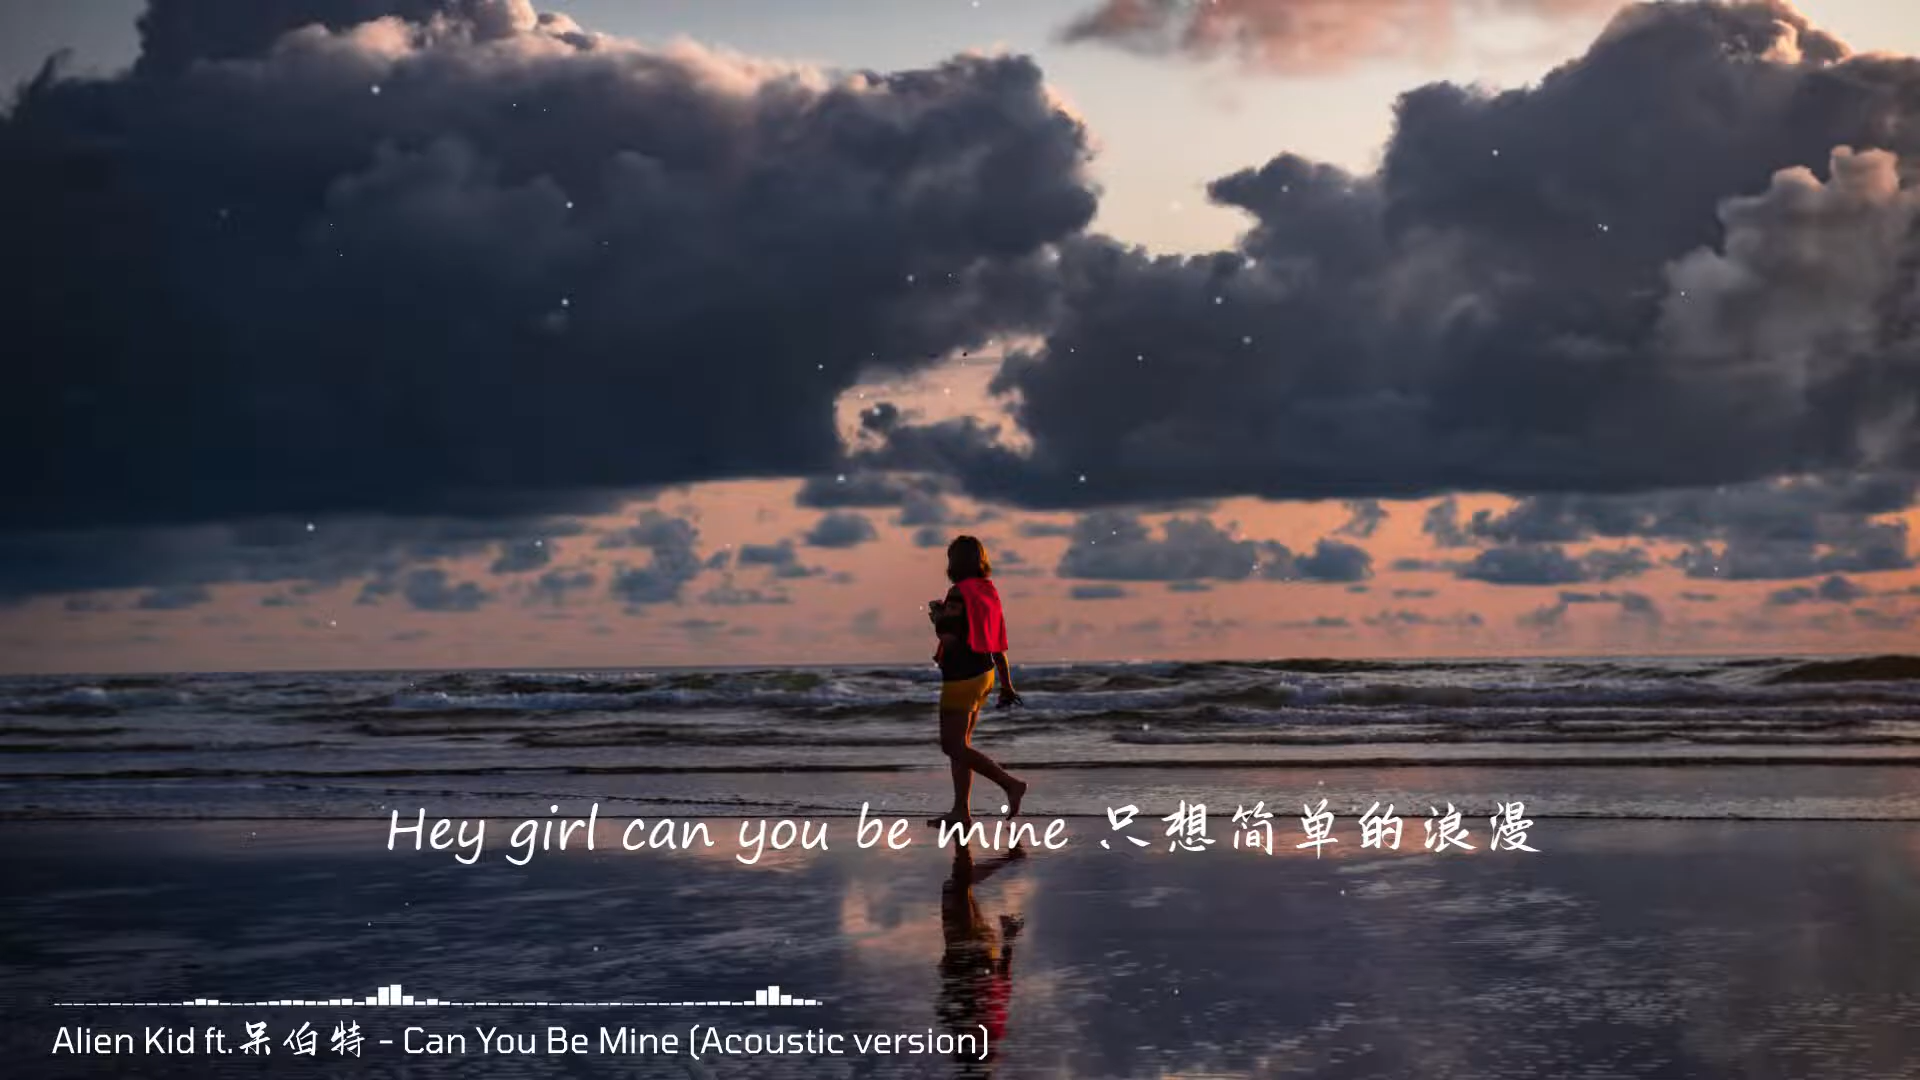 Hey girl can you be mine 只想简单的浪漫
Alien Kid ft.呆伯特 - Can You Be Mine (Acoustic version)